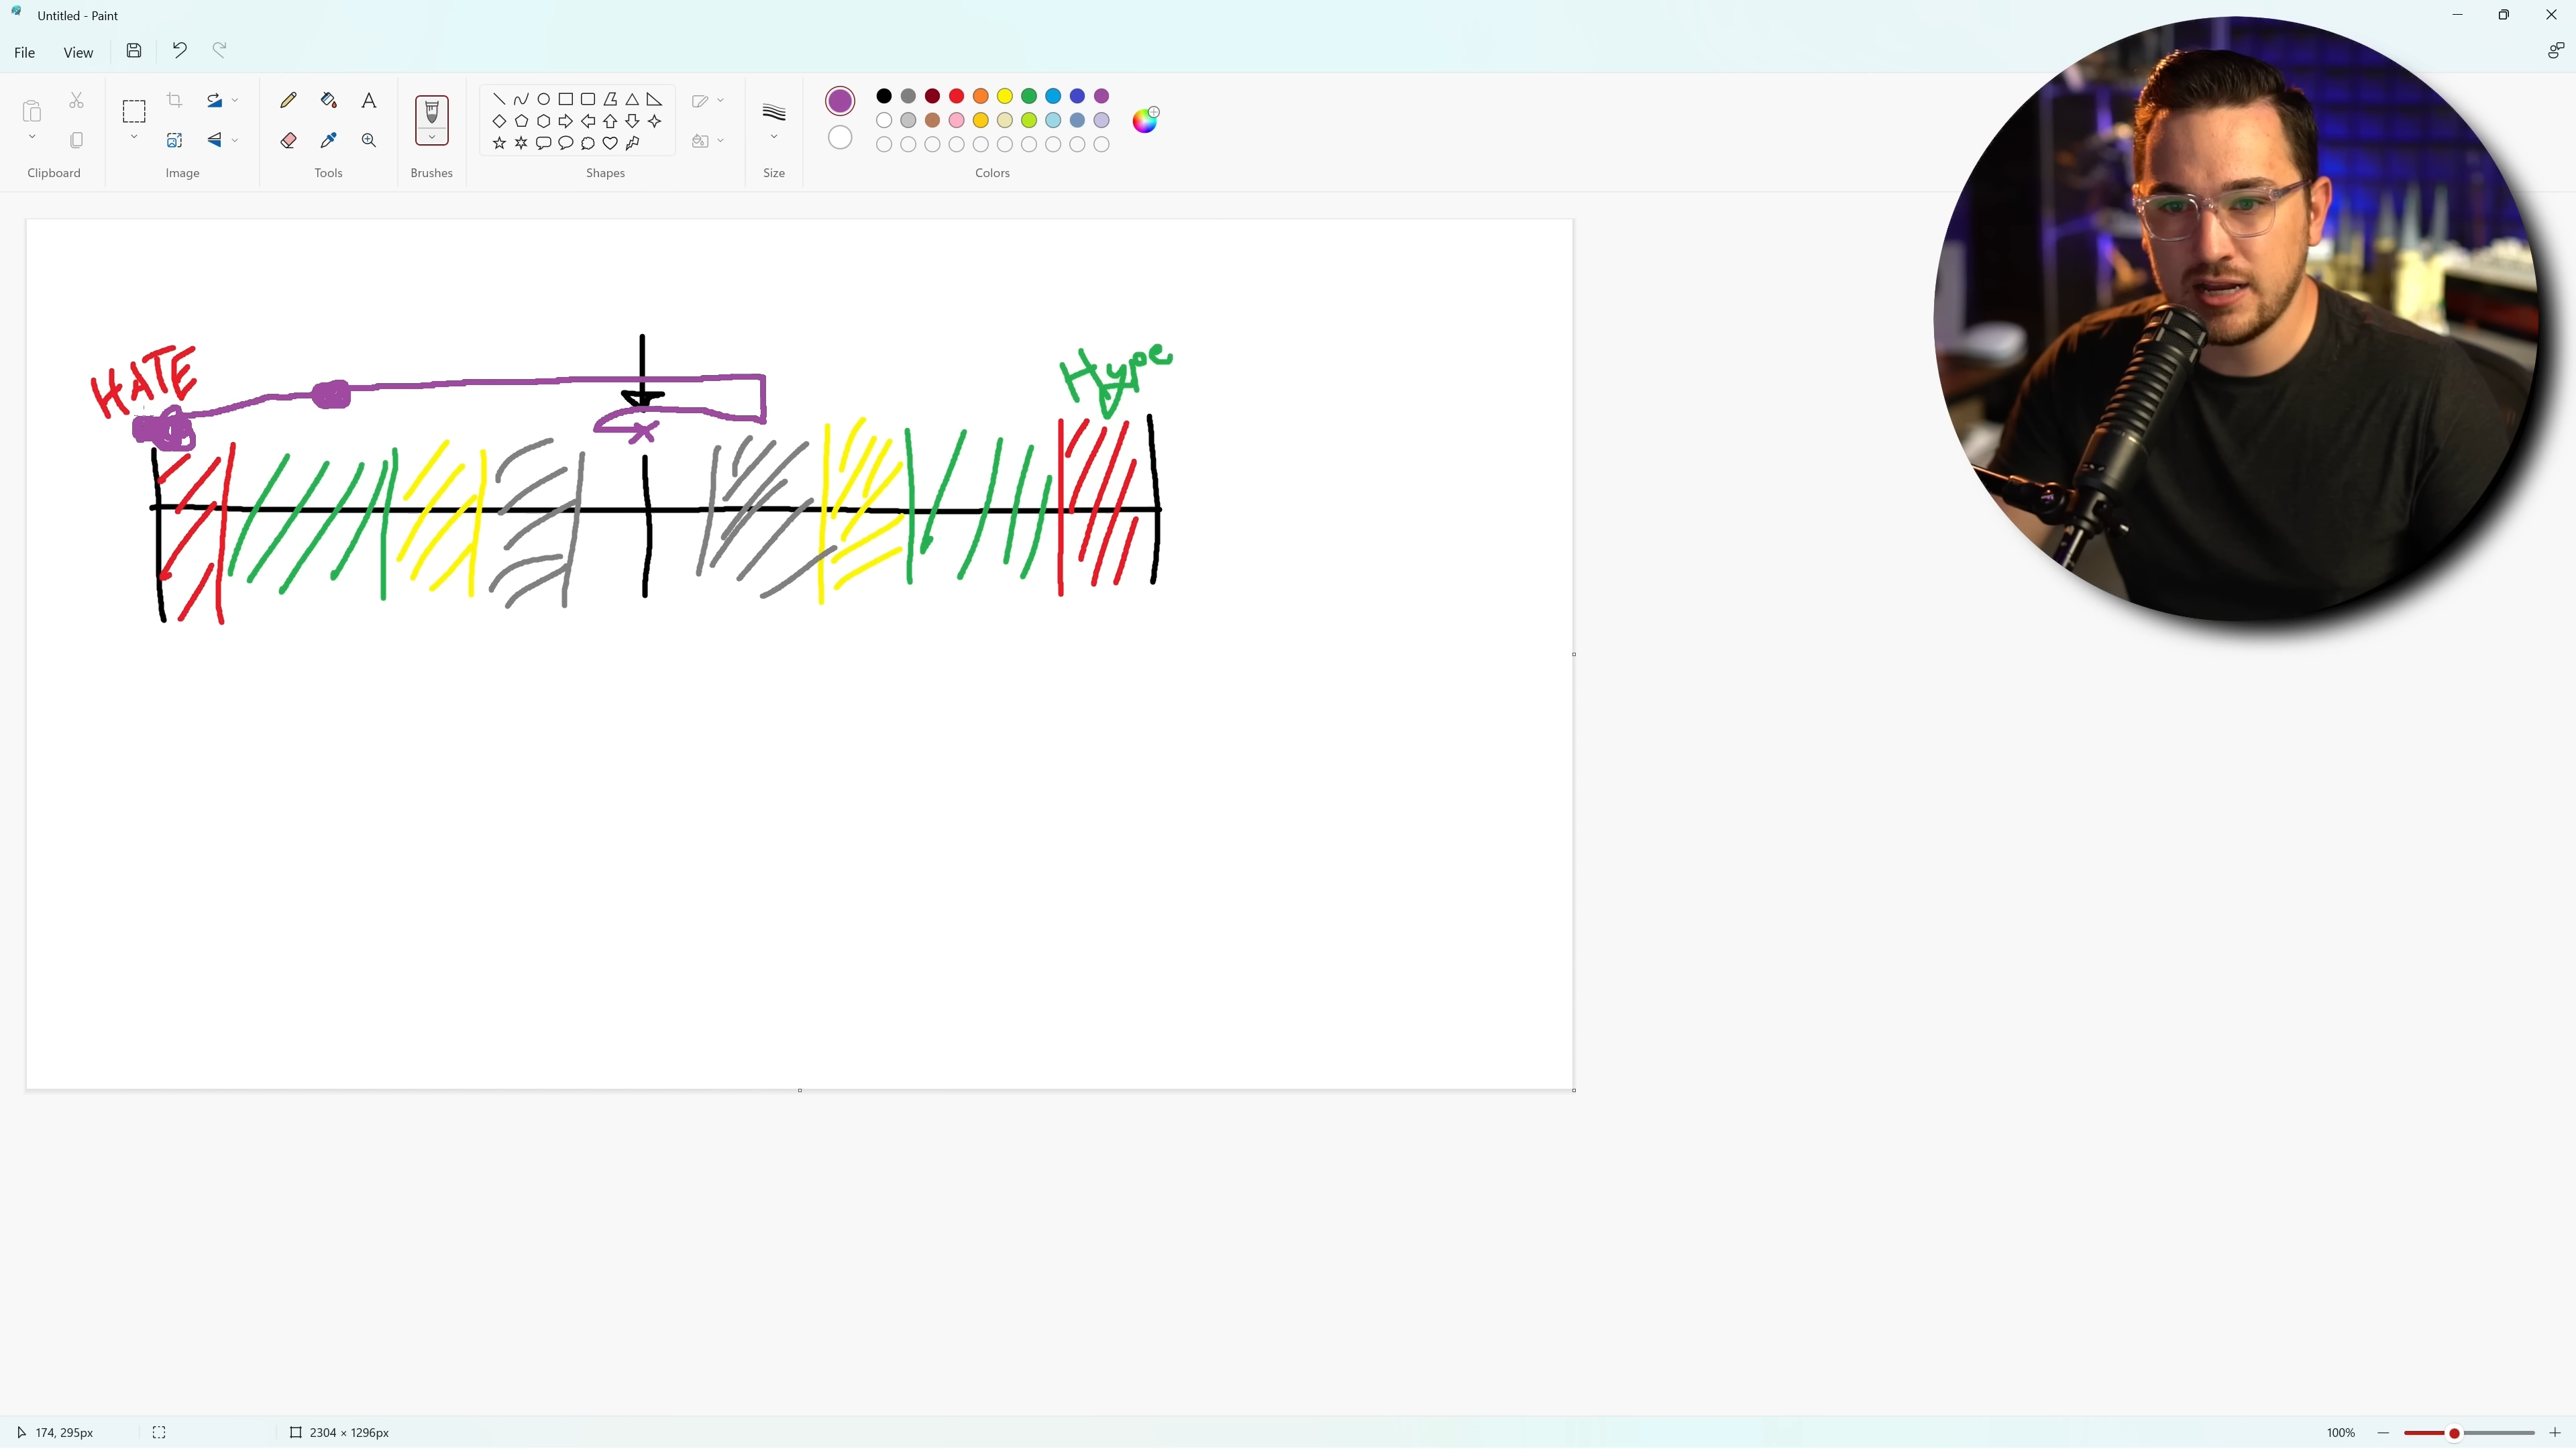 Untitled - Paint
File View
Clipboard Image Tools Brushes Shapes Size Colors
HATE
Hype
174, 295px
2304 × 1296px
100%